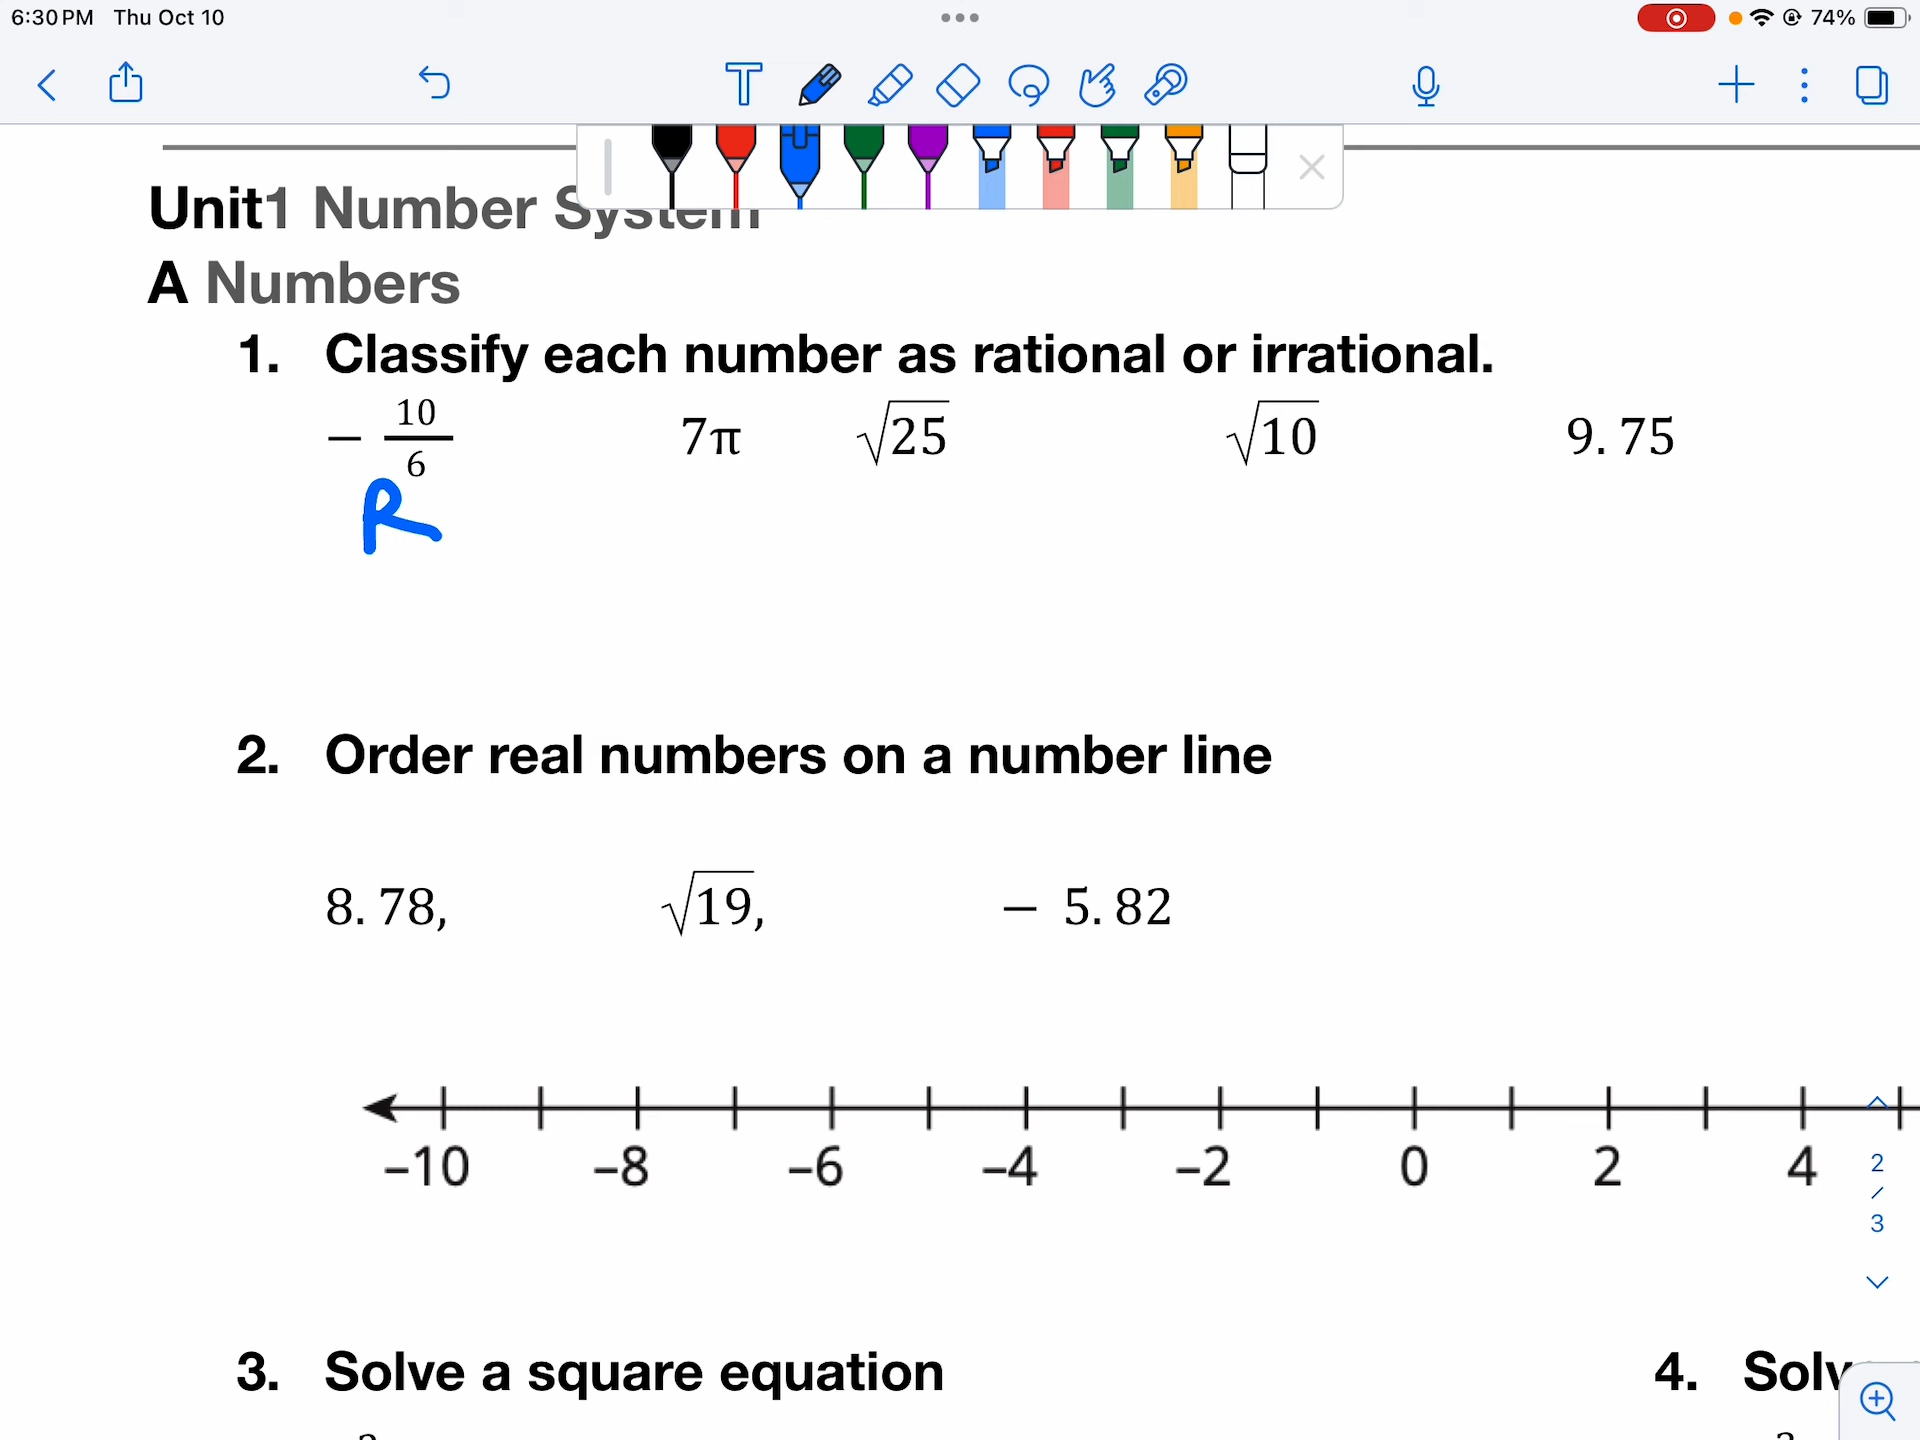 6:30 PM Thu Oct 10
74%
Unit1 Number System
A Numbers
1. Classify each number as rational or irrational.
− 10/6 7π √25 √10 9.75
R
2. Order real numbers on a number line
8.78, √19, − 5.82
−10 −8 −6 −4 −2 0 2 4
2
/
3
3. Solve a square equation 4. Solv